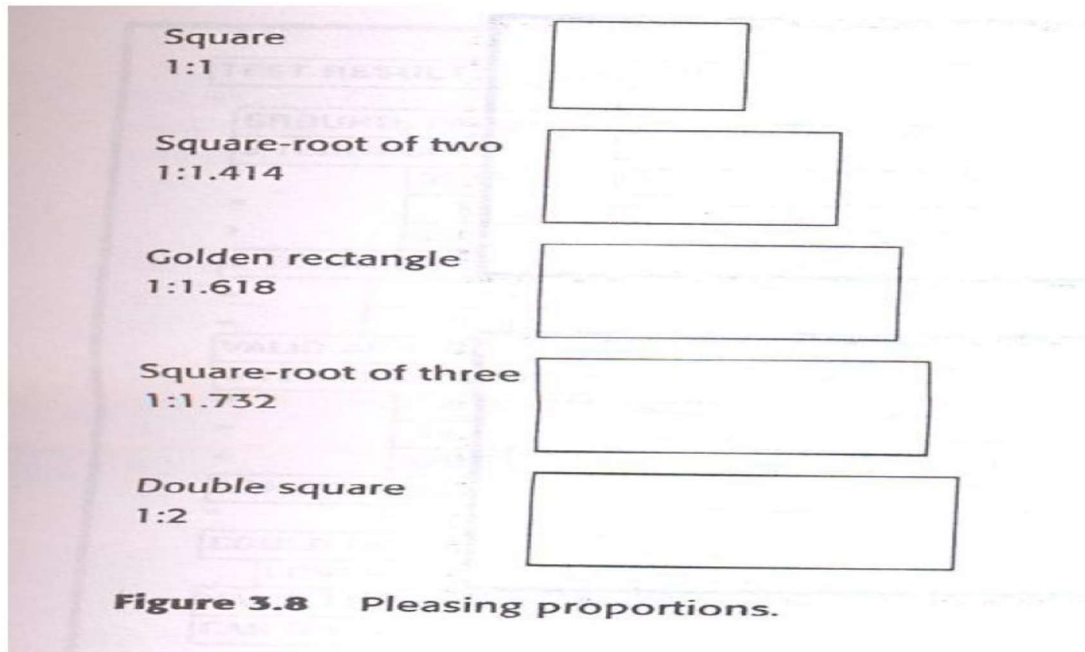 Square
1:1
Square-root of two
1:1.414
Golden rectangle
1:1.618
Square-root of three
1:1.732
Double square
1:2
Figure 3.8 Pleasing proportions.